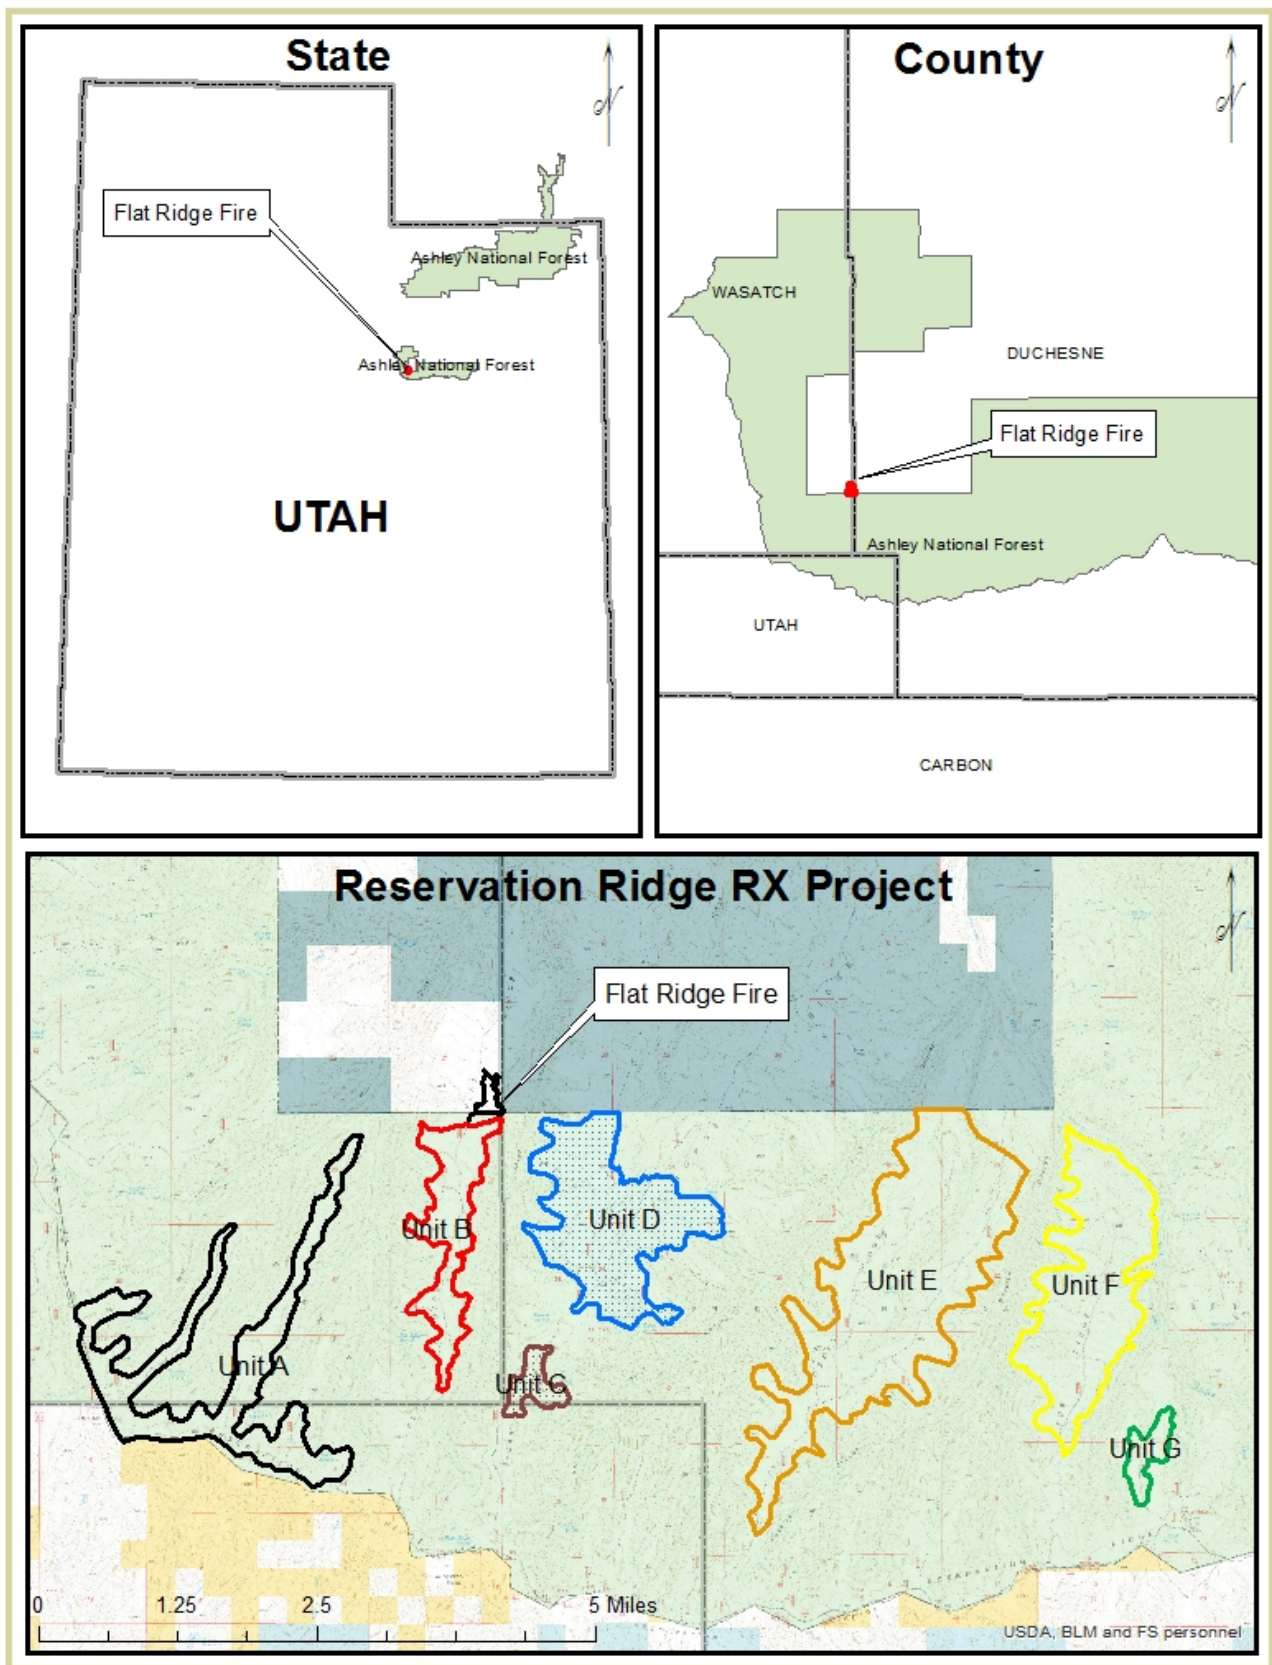 State
N
Flat Ridge Fire
Ashley National Forest
Ashley National Forest
UTAH
County
N
WASATCH
DUCHESNE
Flat Ridge Fire
Ashley National Forest
UTAH
CARBON
Reservation Ridge RX Project
N
Flat Ridge Fire
Unit A
Unit B
Unit C
Unit D
Unit E
Unit F
Unit G
0 1.25 2.5 5 Miles
USDA, BLM and FS personnel